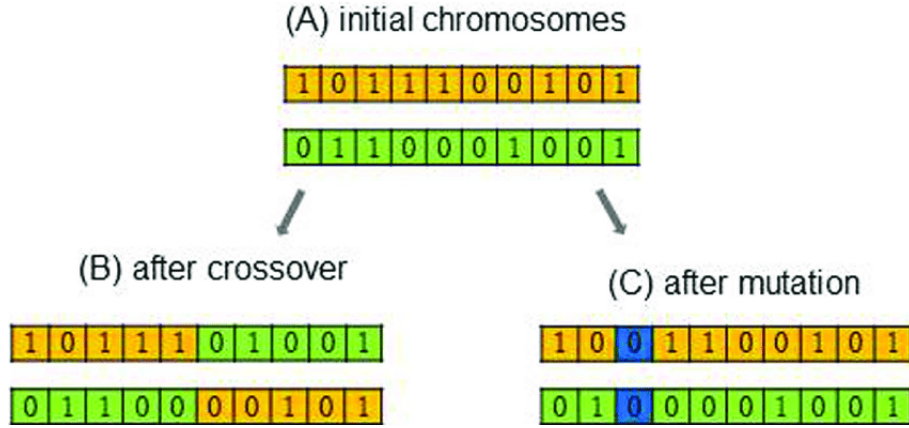 (A) initial chromosomes
1 0 1 1 1 0 0 1 0 1
0 1 1 0 0 0 1 0 0 1
(B) after crossover
1 0 1 1 1 0 1 0 0 1
0 1 1 0 0 0 0 1 0 1
(C) after mutation
1 0 0 1 1 0 0 1 0 1
0 1 0 0 0 0 1 0 0 1